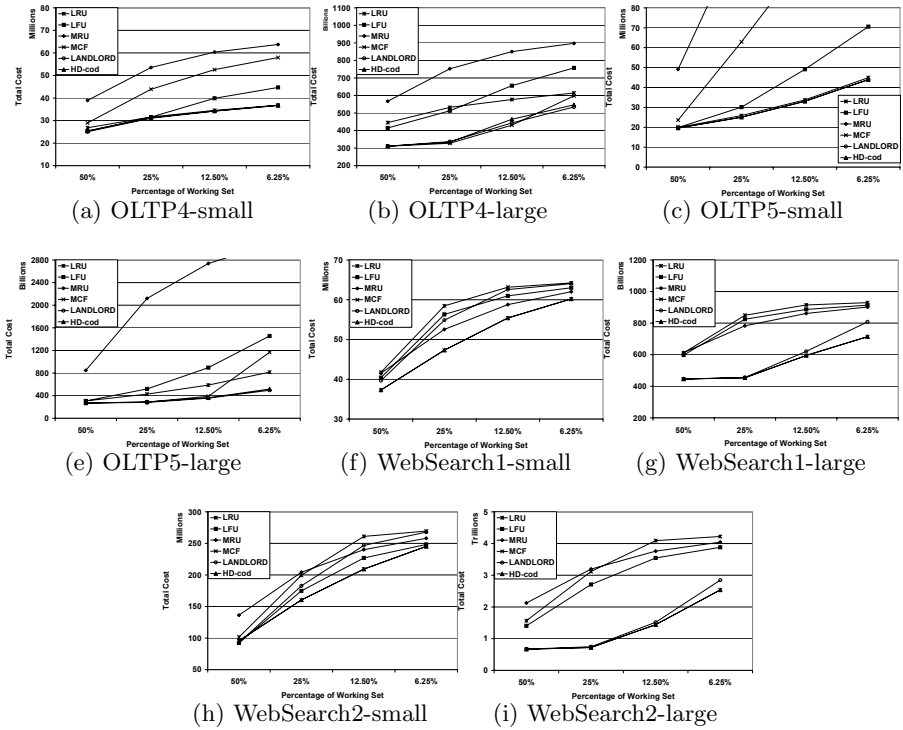 LRU
LFU
MRU
MCF
LANDLORD
HD-cod
Millions
Total Cost
80
70
60
50
40
30
20
10
50% 25% 12.50% 6.25%
Percentage of Working Set
(a) OLTP4-small
LRU
LFU
MRU
MCF
LANDLORD
HD-cod
Billions
Total Cost
1100
1000
900
800
700
600
500
400
300
200
50% 25% 12.50% 6.25%
Percentage of Working Set
(b) OLTP4-large
Millions
Total Cost
80
70
60
50
40
30
20
10
0
LRU
LFU
MRU
MCF
LANDLORD
HD-cod
50% 25% 12.50% 6.25%
Percentage of Working Set
(c) OLTP5-small
LRU
LFU
MRU
MCF
LANDLORD
HD-cod
Billions
Total Cost
2800
2400
2000
1600
1200
800
400
0
50% 25% 12.50% 6.25%
Percentage of Working Set
(e) OLTP5-large
LRU
LFU
MRU
MCF
LANDLORD
HD-cod
Millions
Total Cost
70
60
50
40
30
50% 25% 12.50% 6.25%
Percentage of Working Set
(f) WebSearch1-small
LRU
LFU
MRU
MCF
LANDLORD
HD-cod
Billions
Total Cost
1200
1000
800
600
400
200
50% 25% 12.50% 6.25%
Percentage of Working Set
(g) WebSearch1-large
LRU
LFU
MRU
MCF
LANDLORD
HD-cod
Millions
Total Cost
300
250
200
150
100
50
50% 25% 12.50% 6.25%
Percentage of Working Set
(h) WebSearch2-small
LRU
LFU
MRU
MCF
LANDLORD
HD-cod
Trillions
Total Cost
5
4
3
2
1
0
50% 25% 12.50% 6.25%
Percentage of Working Set
(i) WebSearch2-large